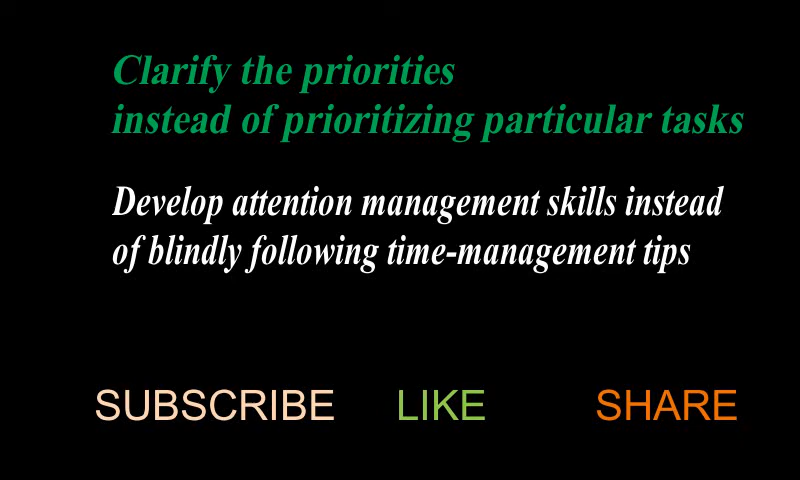 Clarify the priorities
instead of prioritizing particular tasks
Develop attention management skills instead
of blindly following time-management tips
SUBSCRIBE LIKE SHARE